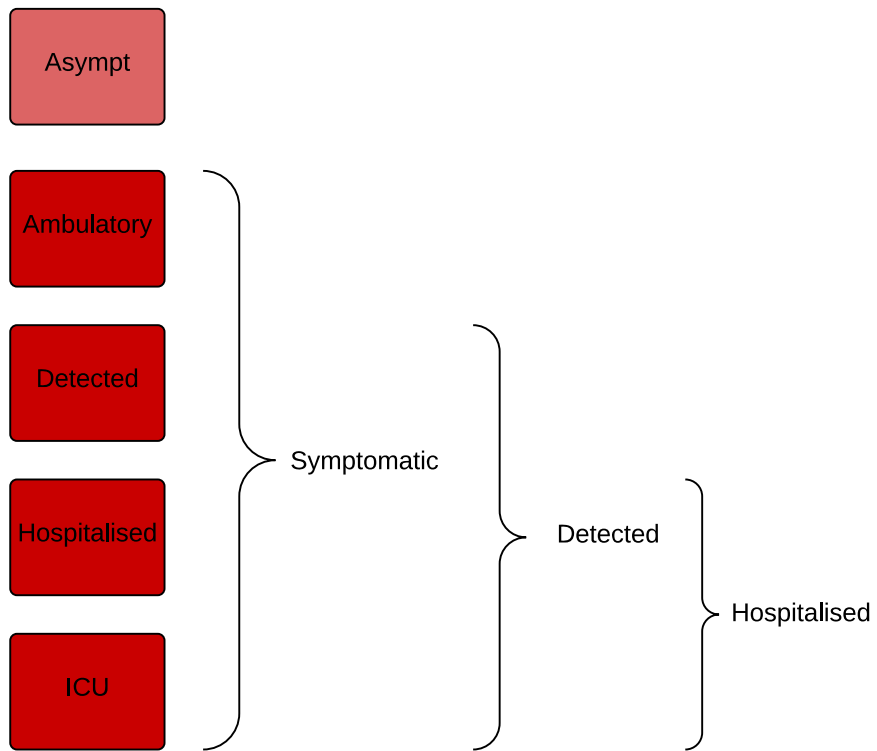 Asympt
Ambulatory
Detected
Symptomatic
Hospitalised
Detected
ICU
Hospitalised